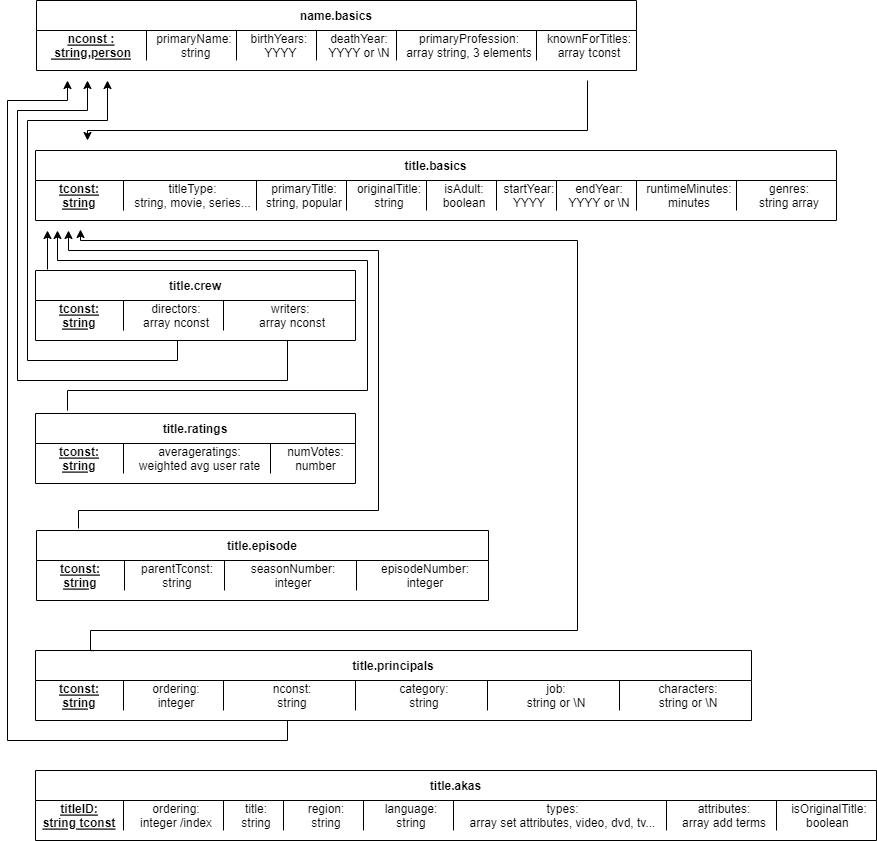 name.basics
nconst : primaryName: birthYears: deathYear: primaryProfession: knownForTitles:
string,person string YYYY YYYY or \N array string, 3 elements array tconst
title.basics
tconst: titleType: primaryTitle: originalTitle: isAdult: startYear: endYear: runtimeMinutes: genres:
string string, movie, series... string, popular string boolean YYYY YYYY or \N minutes string array
title.crew
tconst: directors: writers:
string array nconst array nconst
title.ratings
tconst: averageratings: numVotes:
string weighted avg user rate number
title.episode
tconst: parentTconst: seasonNumber: episodeNumber:
string string integer integer
title.principals
tconst: ordering: nconst: category: job: characters:
string integer string string string or \N string or \N
title.akas
titleID: ordering: title: region: language: types: attributes: isOriginalTitle:
string tconst integer /index string string string array set attributes, video, dvd, tv... array add terms boolean